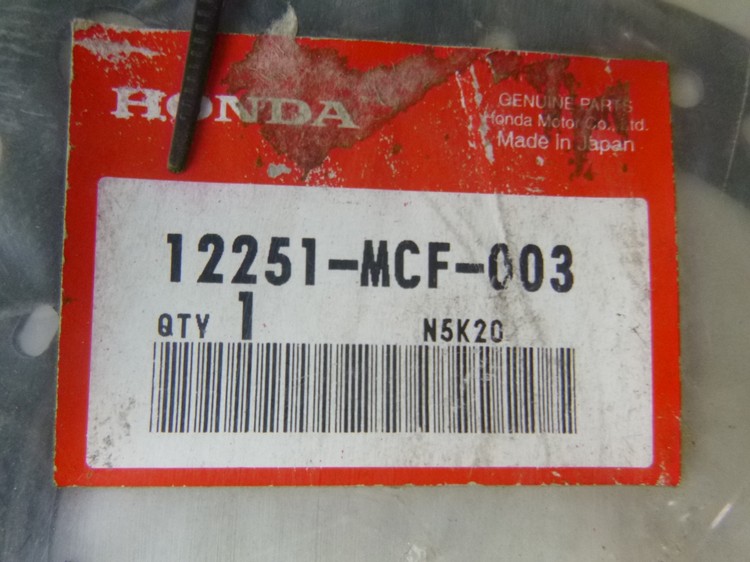 HONDA
GENUINE PARTS
Honda Motor Co., Ltd.
Made in Japan
12251-MCF-003
QTY 1 N5K20